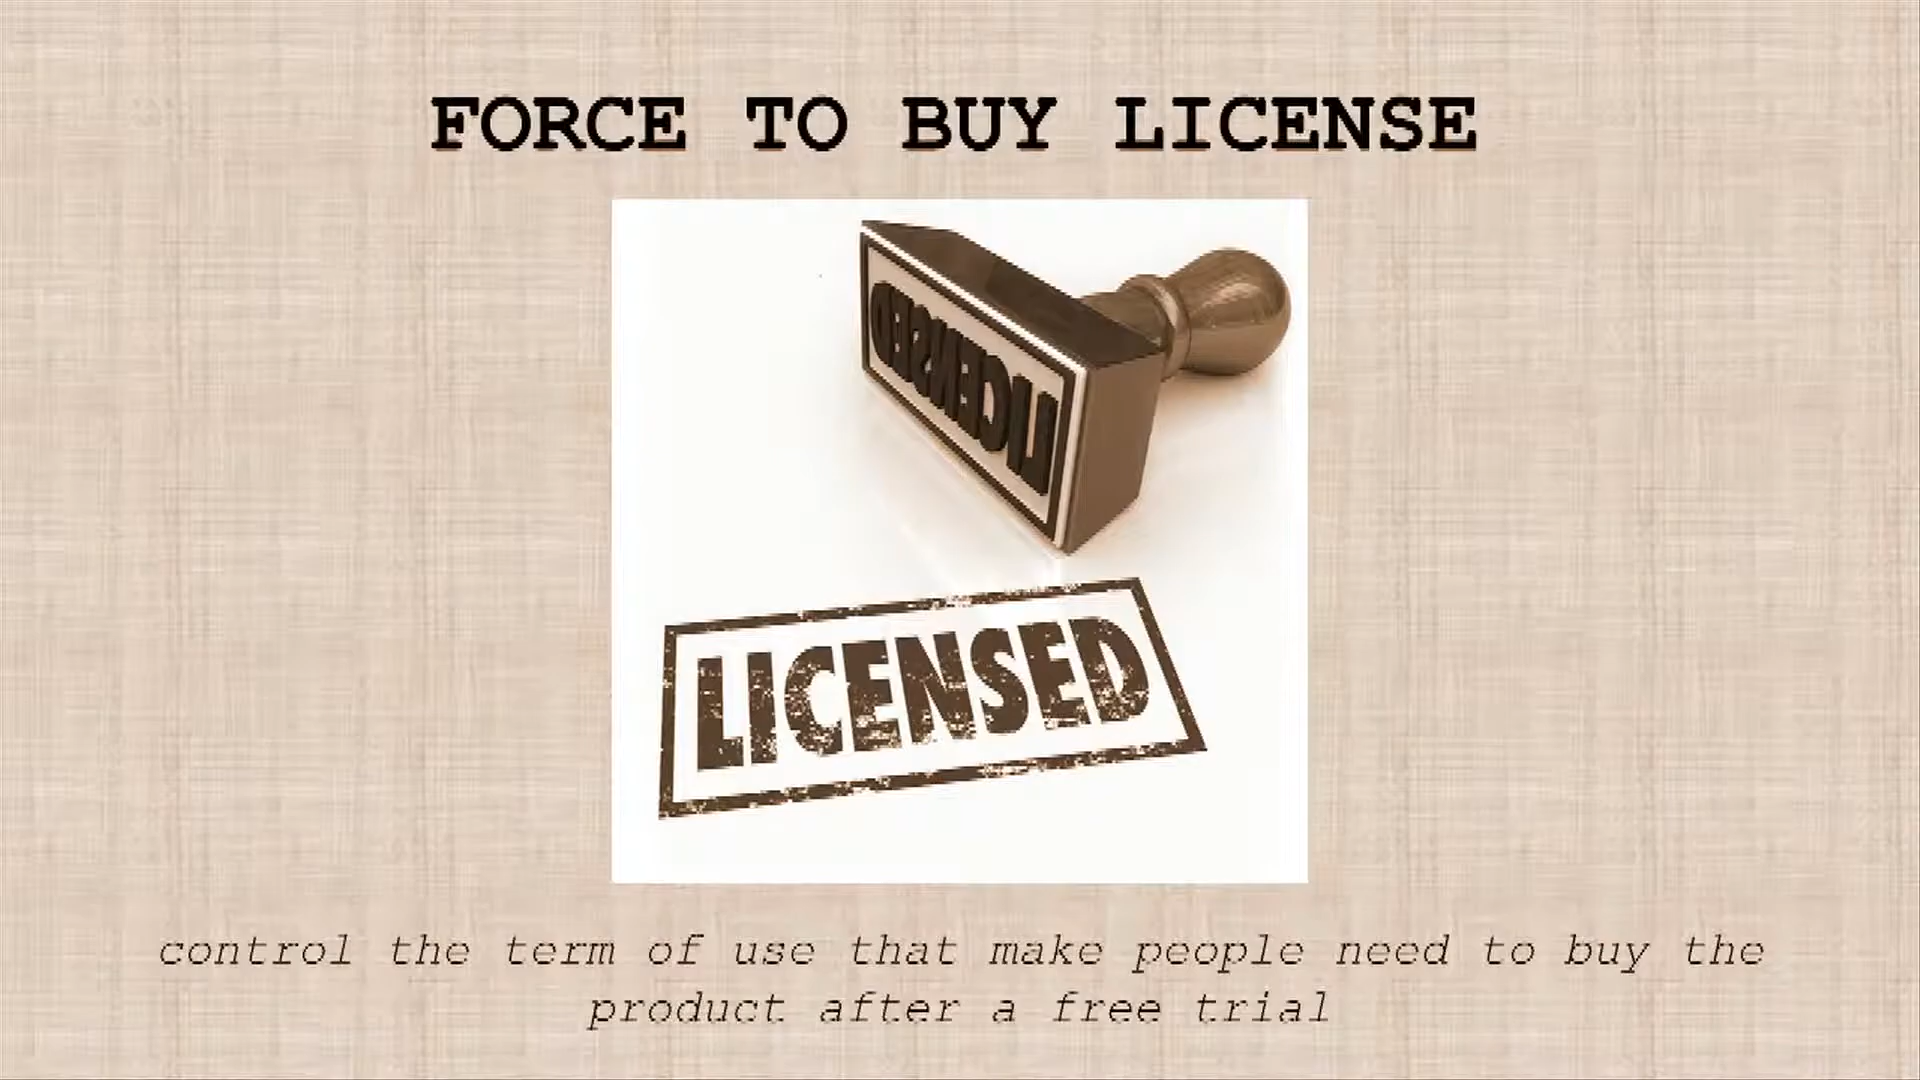 FORCE TO BUY LICENSE
LICENSED
LICENSED
control the term of use that make people need to buy the
product after a free trial